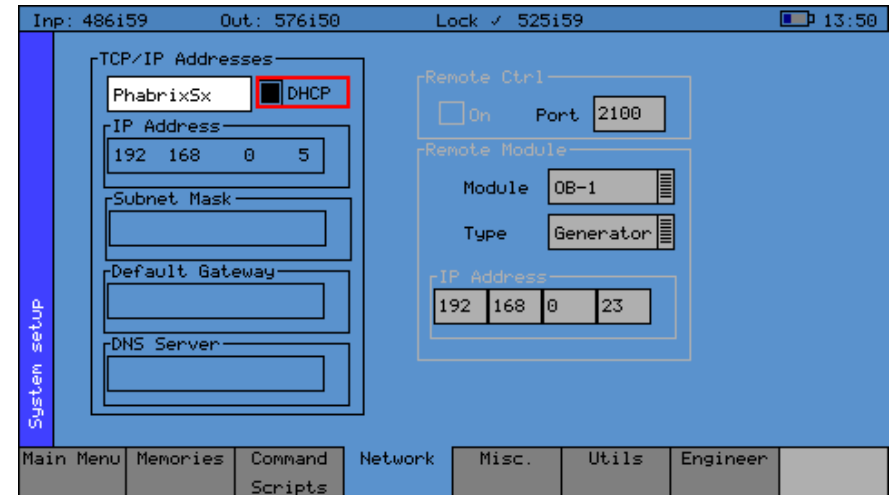 Inp: 486i59 Out: 576i50 Lock ✓ 525i59 13:50
System setup
TCP/IP Addresses
PhabrixSx DHCP
IP Address
192 168 0 5
Subnet Mask
Default Gateway
DNS Server
Remote Ctrl
On Port 2100
Remote Module
Module OB-1
Type Generator
IP Address
192 168 0 23
Main Menu Memories Command Scripts Network Misc. Utils Engineer